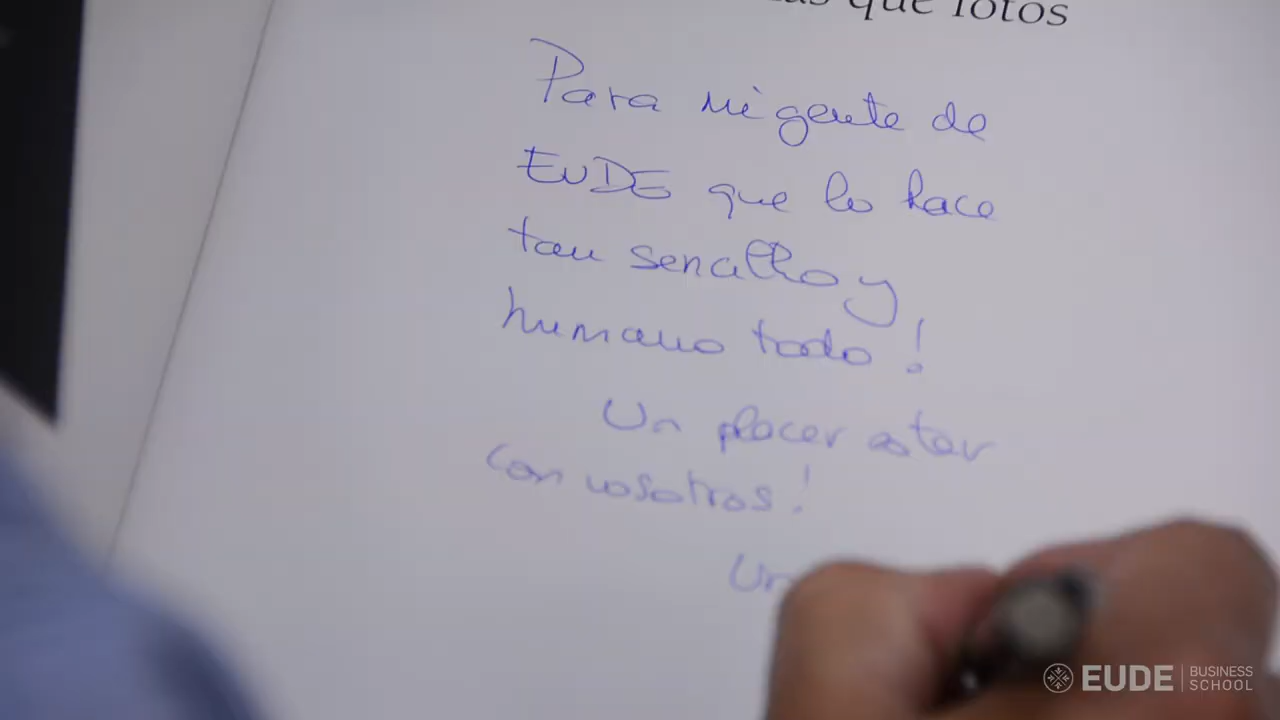 que fotos
Para mi gente de
EUDE que lo hace
tan sencillo y
humano todo!
Un placer estar
con vosotros!
Un
EUDE BUSINESS
SCHOOL